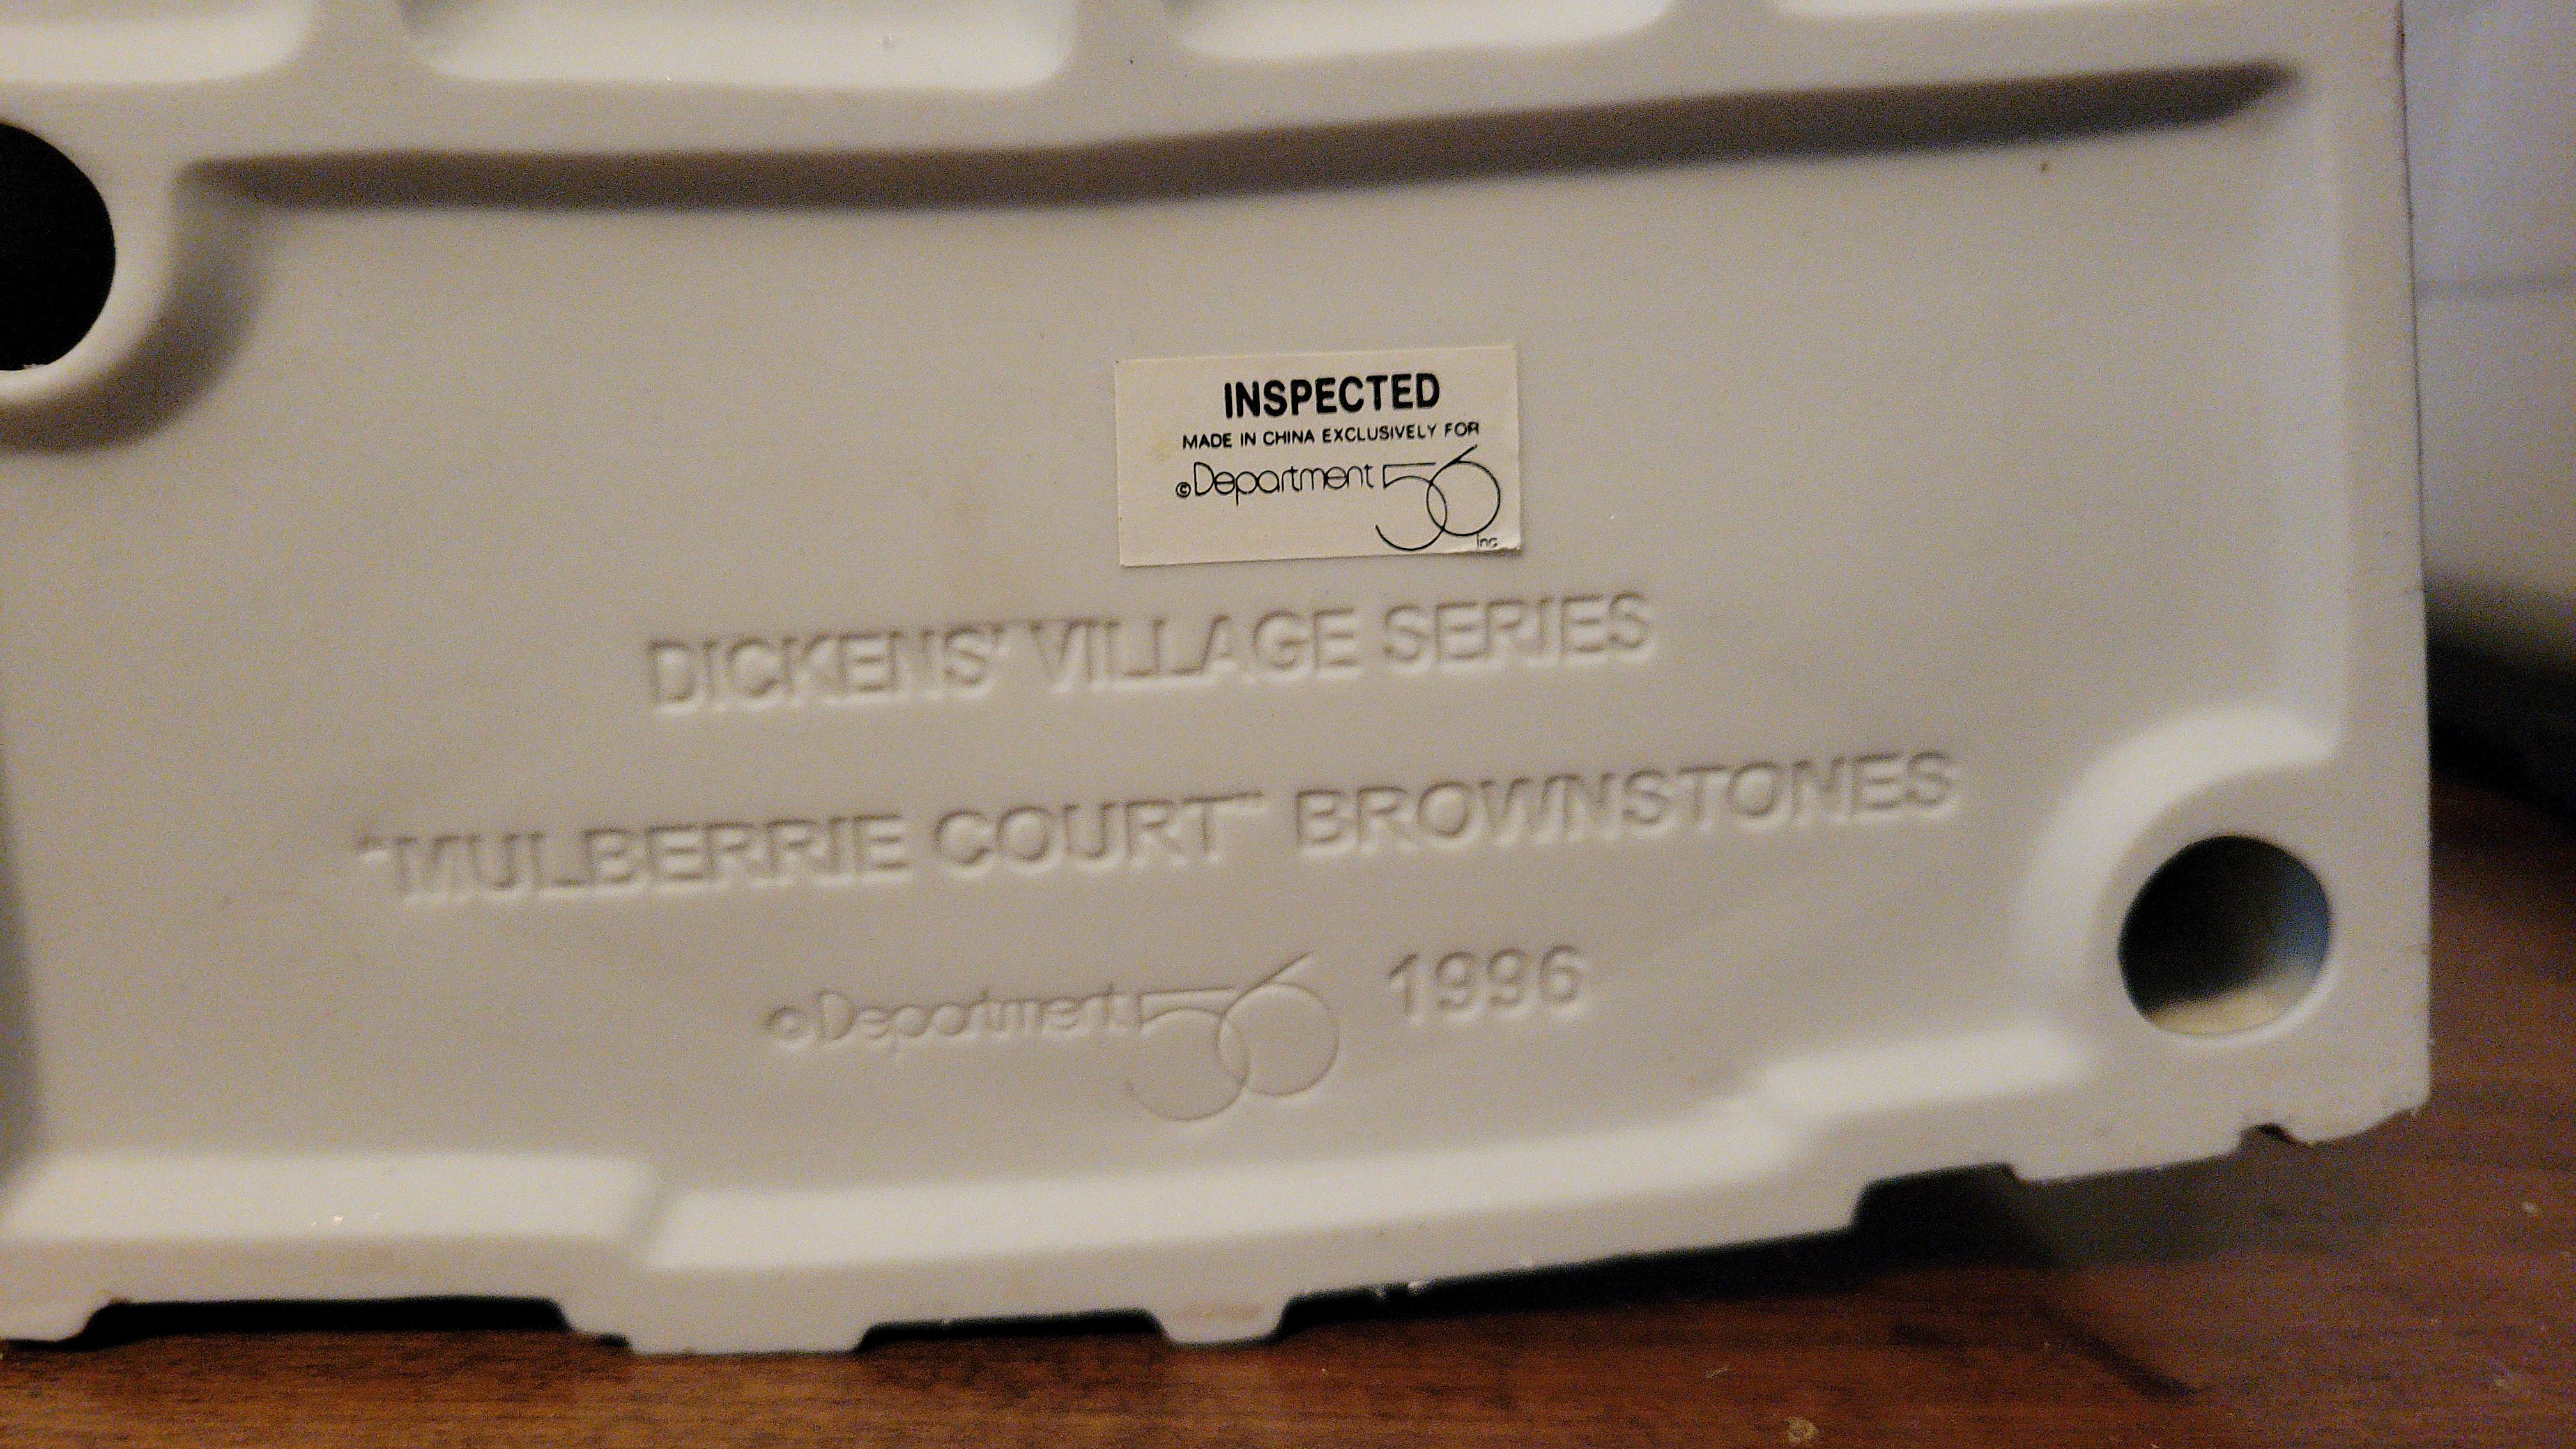 INSPECTED
MADE IN CHINA EXCLUSIVELY FOR
©Department 56
Inc.
DICKENS' VILLAGE SERIES
"MULBERRIE COURT" BROWNSTONES
©Department 56 1996